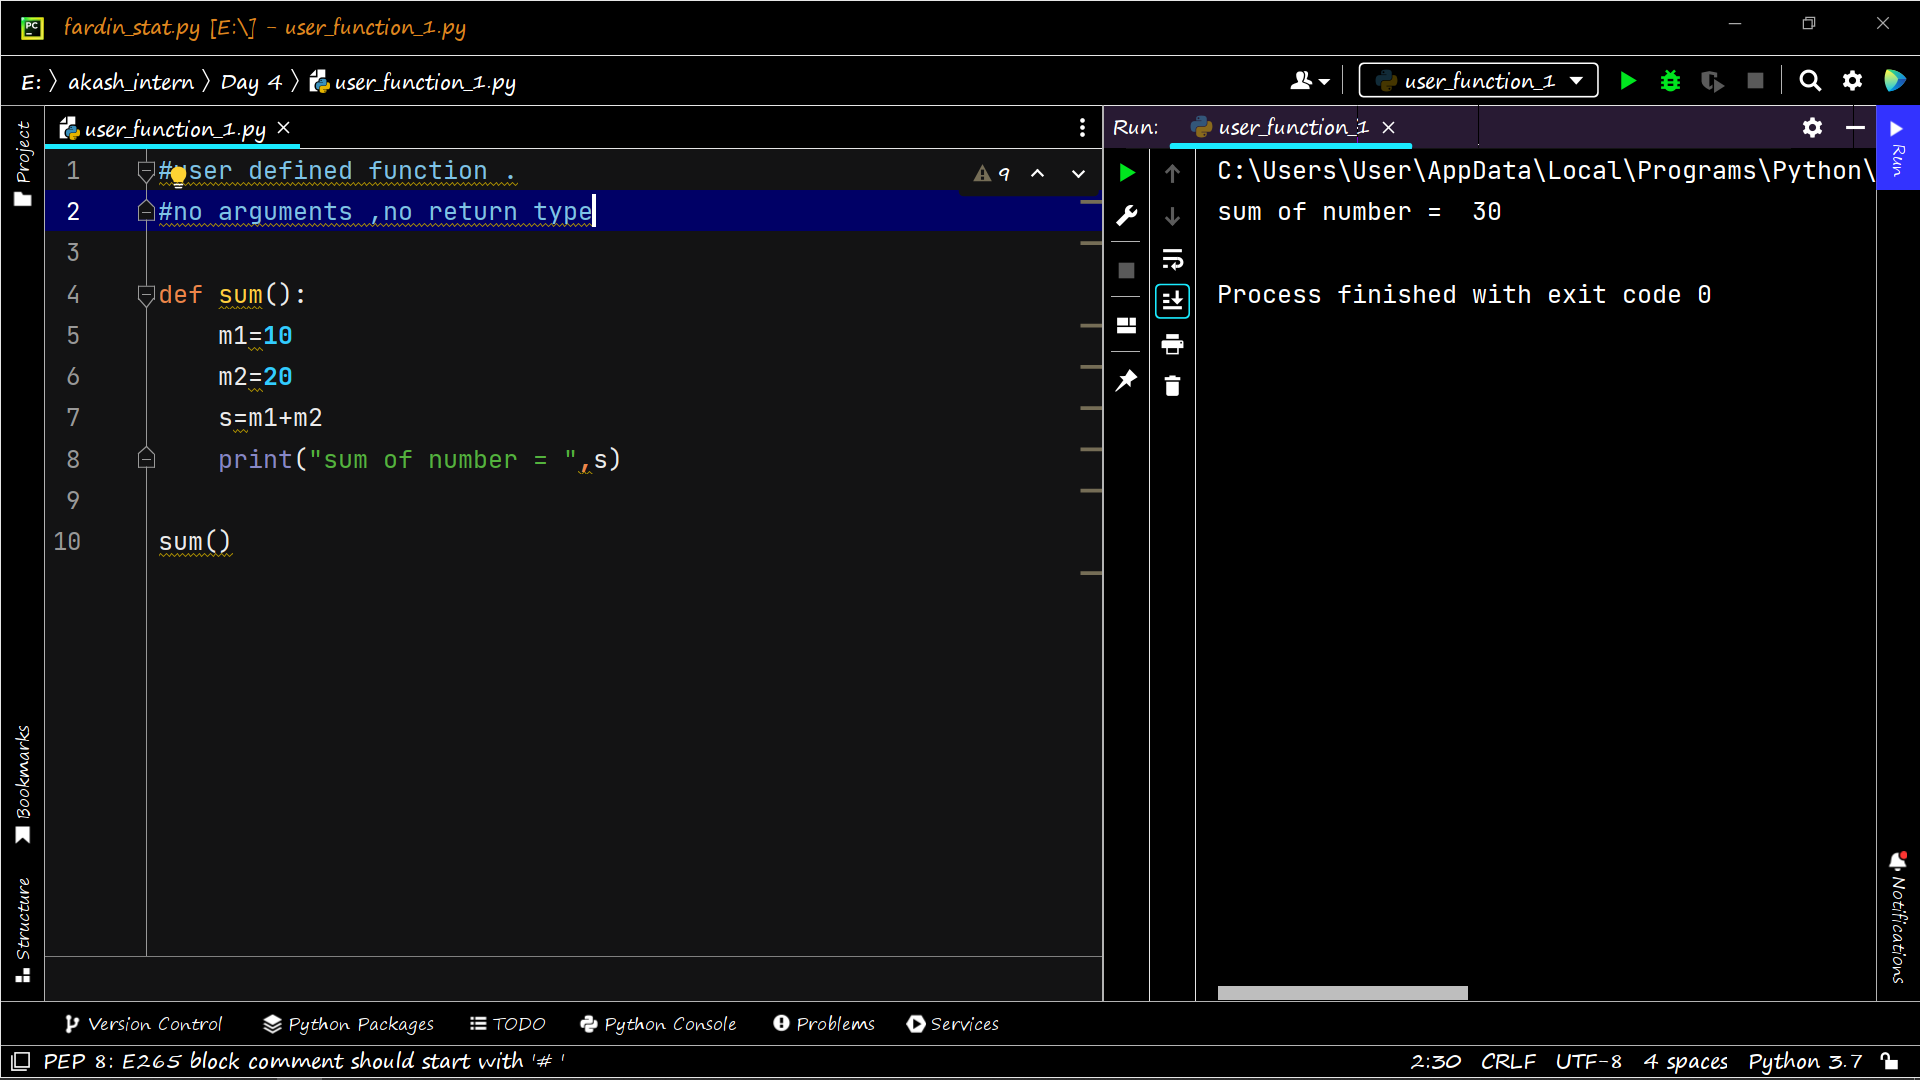 PC
fardin_stat.py [E:\] - user_function_1.py
E: 〉 akash_intern 〉 Day 4 〉 user_function_1.py
user_function_1
Project
user_function_1.py ×
Run: user_function_1 ×
Run
1 #user defined function .
9
2 #no arguments ,no return type
3
4 def sum():
5 m1=10
6 m2=20
7 s=m1+m2
8 print("sum of number = ",s)
9
10 sum()
C:\Users\User\AppData\Local\Programs\Python\
sum of number =  30
Process finished with exit code 0
Bookmarks
Structure
Notifications
Version Control Python Packages TODO Python Console Problems Services
PEP 8: E265 block comment should start with '# '
2:30 CRLF UTF-8 4 spaces Python 3.7